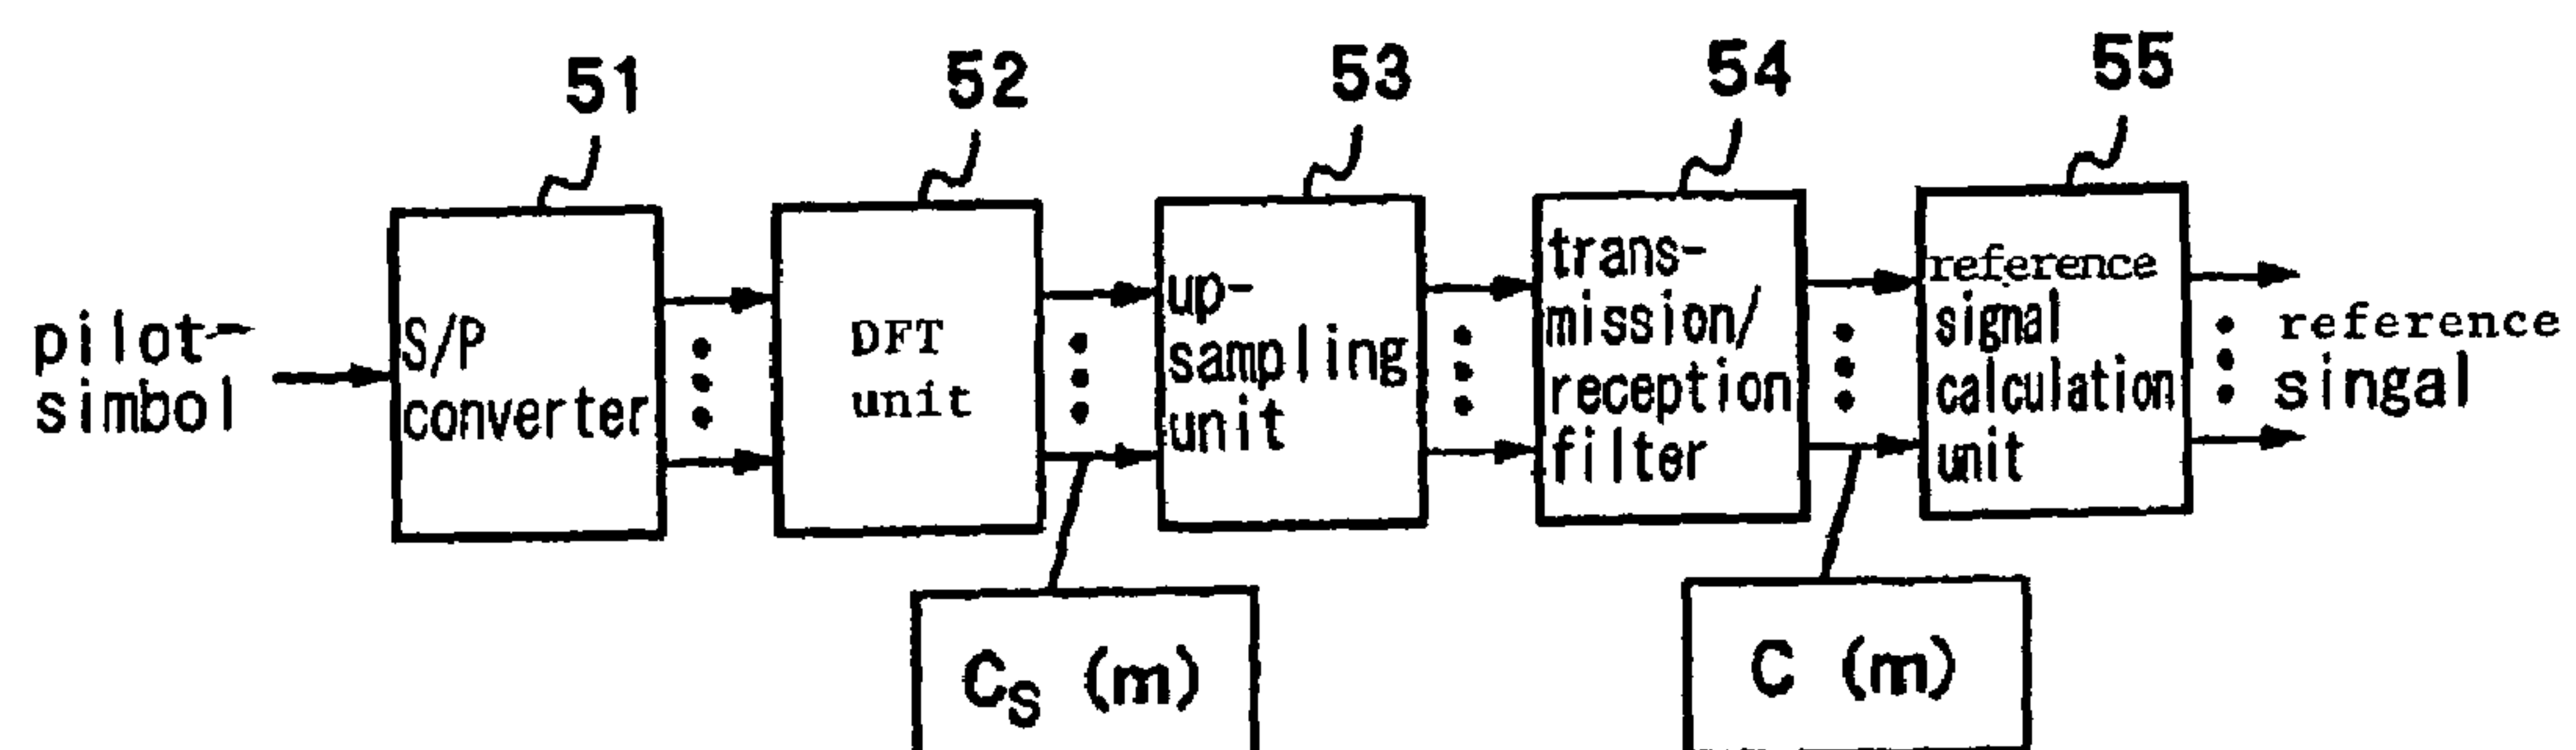 51
52
53
54
55
pilot-
simbol
S/P
converter
DFT
unit
up-
sampling
unit
trans-
mission/
reception
filter
reference
signal
calculation
unit
reference
singal
CS (m)
C (m)